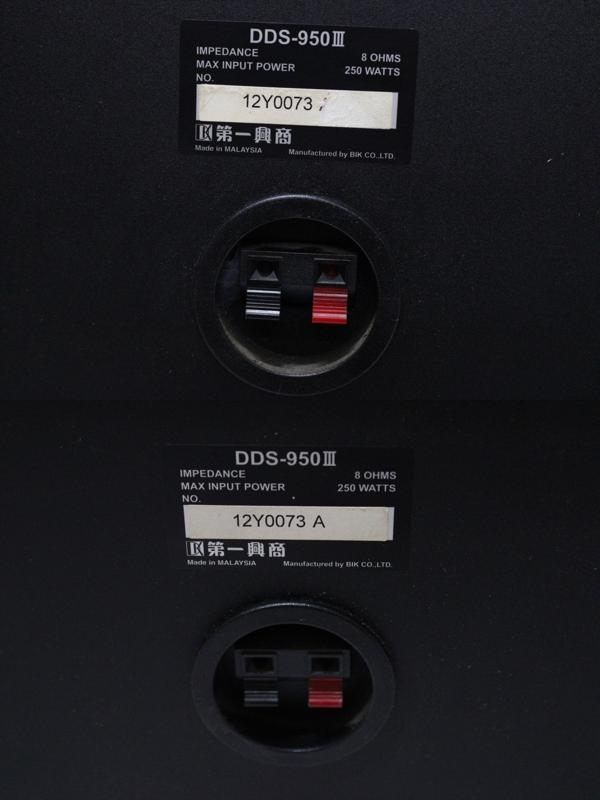 DDS-950Ⅲ
IMPEDANCE 8 OHMS
MAX INPUT POWER 250 WATTS
NO.
12Y0073
第一興商
Made in MALAYSIA Manufactured by BIK CO.,LTD.
DDS-950Ⅲ
IMPEDANCE 8 OHMS
MAX INPUT POWER 250 WATTS
NO.
12Y0073 A
第一興商
Made in MALAYSIA Manufactured by BIK CO.,LTD.